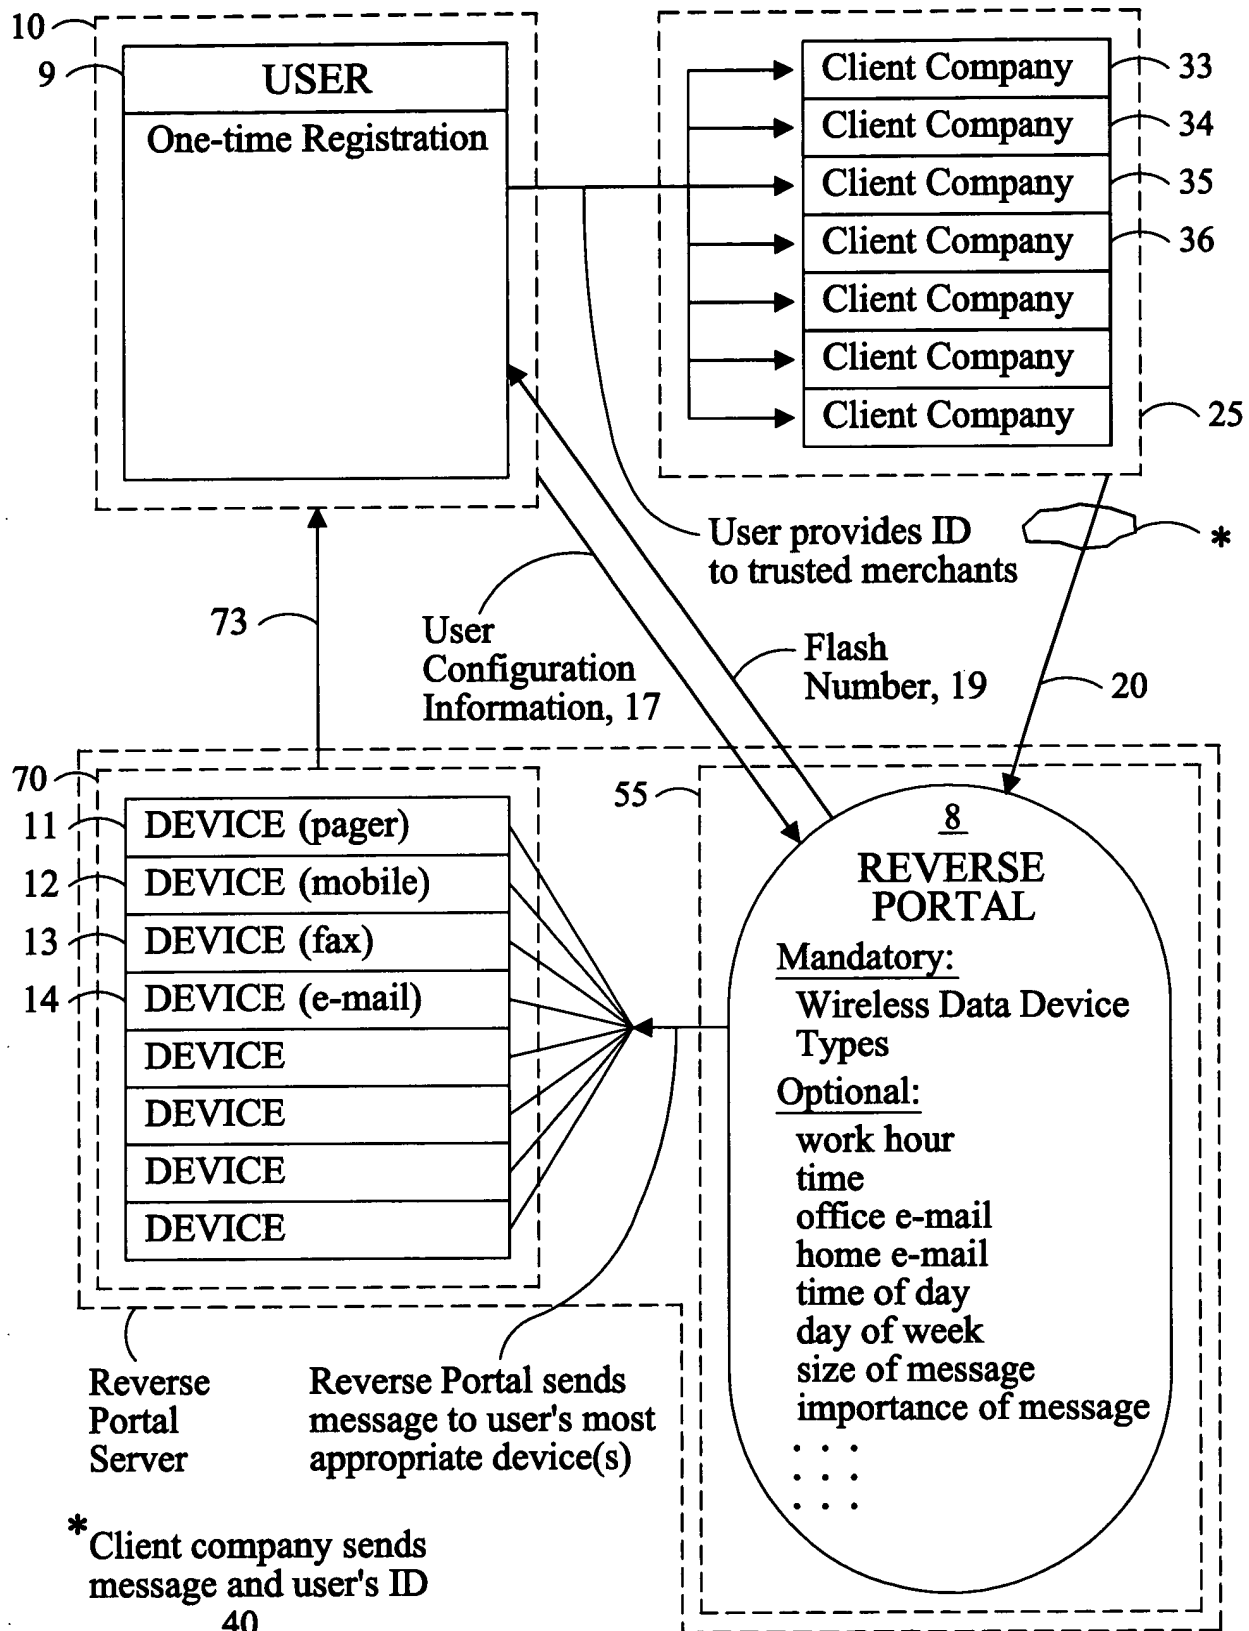 10
9
USER
One-time Registration
Client Company 33
Client Company 34
Client Company 35
Client Company 36
Client Company
Client Company
Client Company
25
User provides ID
to trusted merchants
*
73
User
Configuration
Information, 17
Flash
Number, 19
20
70
11 DEVICE (pager)
12 DEVICE (mobile)
13 DEVICE (fax)
14 DEVICE (e-mail)
DEVICE
DEVICE
DEVICE
DEVICE
55
8
REVERSE
PORTAL
Mandatory:
Wireless Data Device
Types
Optional:
work hour
time
office e-mail
home e-mail
time of day
day of week
size of message
importance of message
. . .
. . .
. . .
Reverse
Portal
Server
Reverse Portal sends
message to user's most
appropriate device(s)
*Client company sends
message and user's ID
40